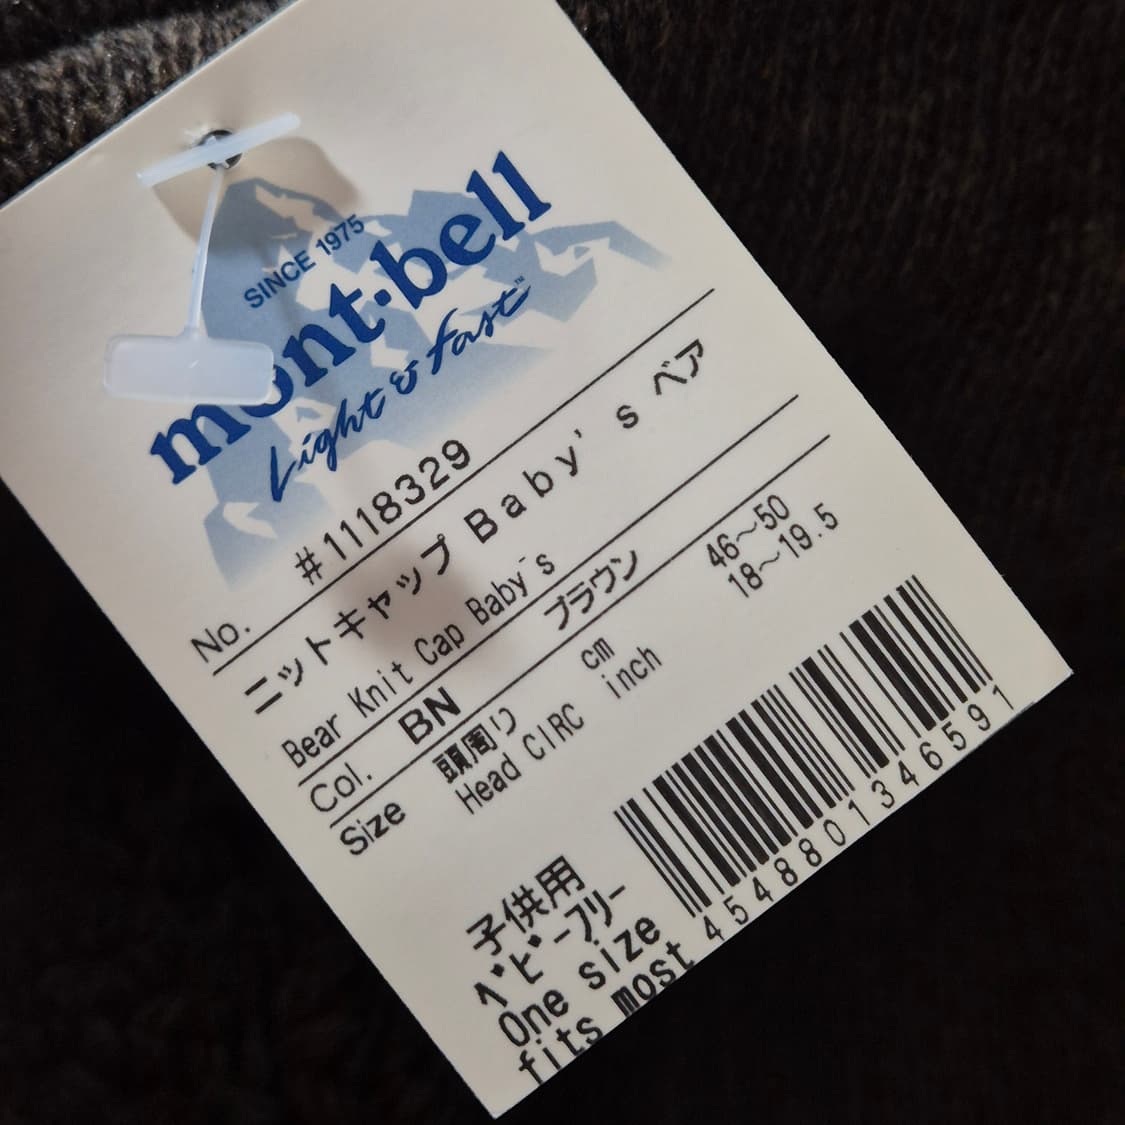 SINCE 1975
mont·bell
Light & Fast™
No. #1118329
ニットキャップ Baby's ベア
Bear Knit Cap Baby's
Col. BN ブラウン
Size 頭周り cm 46〜50
Head CIRC inch 18〜19.5
子供用
ベビーフリー
One size
fits most
4548801346591